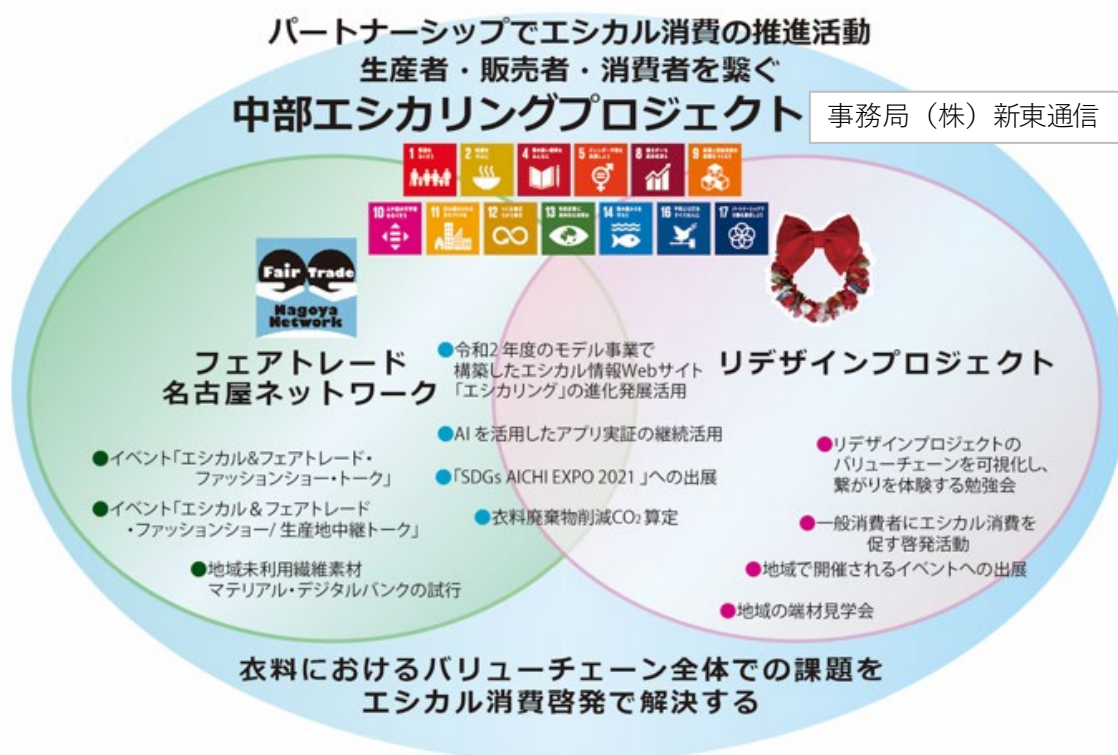 パートナーシップでエシカル消費の推進活動
生産者・販売者・消費者を繋ぐ
中部エシカリングプロジェクト
事務局（株）新東通信
1
2
4
5
8
9
10
11
12
13
14
16
17
Fair Trade
Nagoya
Network
フェアトレード
名古屋ネットワーク
●イベント「エシカル&フェアトレード・
ファッションショー・トーク」
●イベント「エシカル＆フェアトレード
・ファッションショー/生産地中継トーク」
●地域未利用繊維素材
マテリアル・デジタルバンクの試行
●令和2年度のモデル事業で
構築したエシカル情報Webサイト
「エシカリング」の進化発展活用
●AIを活用したアプリ実証の継続活用
●「SDGs AICHI EXPO 2021」への出展
●衣料廃棄物削減CO₂算定
リデザインプロジェクト
●リデザインプロジェクトの
バリューチェーンを可視化し、
繋がりを体験する勉強会
●一般消費者にエシカル消費を
促す啓発活動
●地域で開催されるイベントへの出展
●地域の端材見学会
衣料におけるバリューチェーン全体での課題を
エシカル消費啓発で解決する